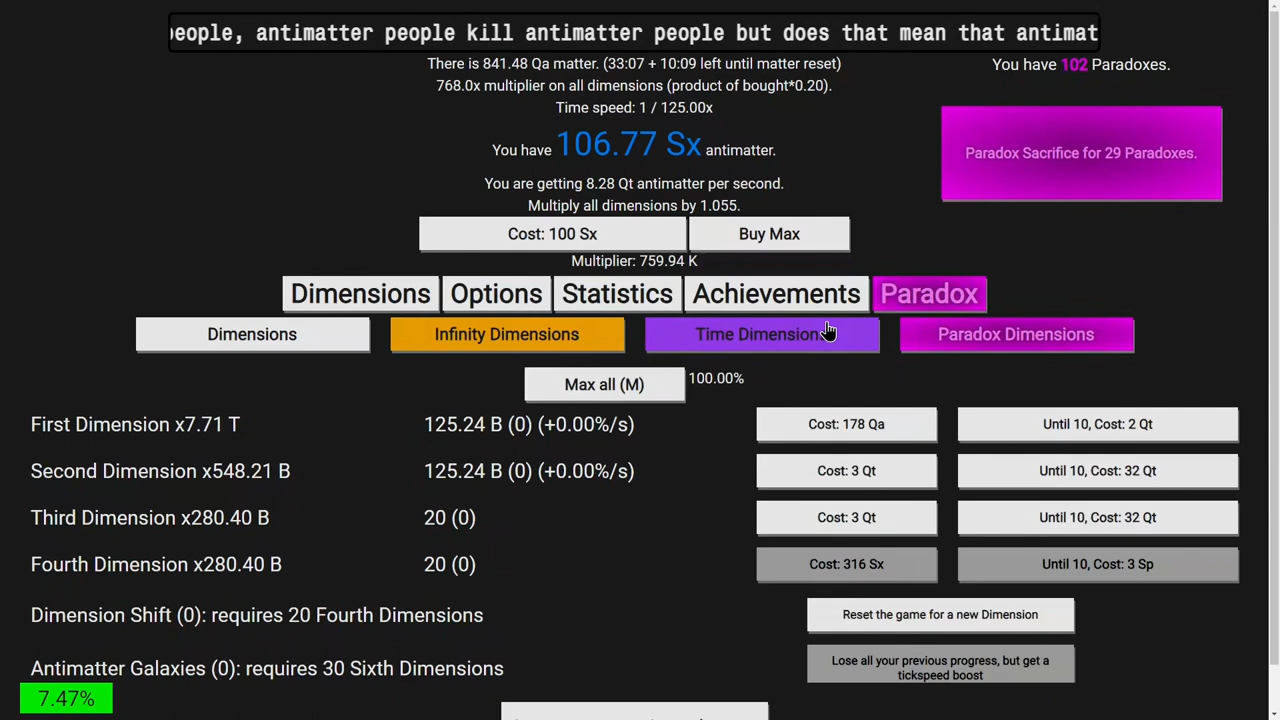 people, antimatter people kill antimatter people but does that mean that antimat
There is 841.48 Qa matter. (33:07 + 10:09 left until matter reset)
You have 102 Paradoxes.
768.0x multiplier on all dimensions (product of bought*0.20).
Time speed: 1 / 125.00x
You have 106.77 Sx antimatter.
Paradox Sacrifice for 29 Paradoxes.
You are getting 8.28 Qt antimatter per second.
Multiply all dimensions by 1.055.
Cost: 100 Sx Buy Max
Multiplier: 759.94 K
Dimensions Options Statistics Achievements Paradox
Dimensions Infinity Dimensions Time Dimensions Paradox Dimensions
Max all (M) 100.00%
First Dimension x7.71 T 125.24 B (0) (+0.00%/s) Cost: 178 Qa Until 10, Cost: 2 Qt
Second Dimension x548.21 B 125.24 B (0) (+0.00%/s) Cost: 3 Qt Until 10, Cost: 32 Qt
Third Dimension x280.40 B 20 (0) Cost: 3 Qt Until 10, Cost: 32 Qt
Fourth Dimension x280.40 B 20 (0) Cost: 316 Sx Until 10, Cost: 3 Sp
Dimension Shift (0): requires 20 Fourth Dimensions Reset the game for a new Dimension
Antimatter Galaxies (0): requires 30 Sixth Dimensions Lose all your previous progress, but get a
tickspeed boost
7.47%